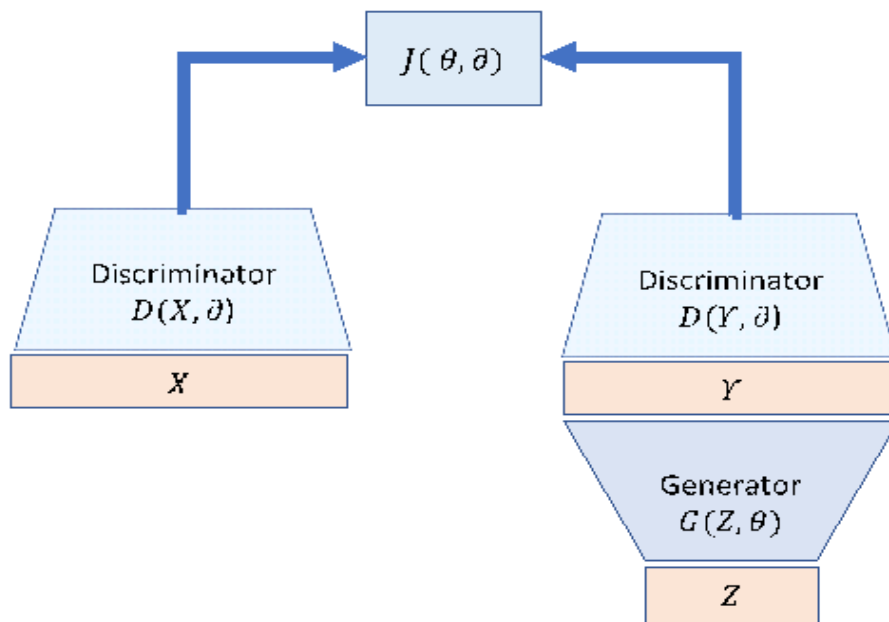 J( θ, ∂)
Discriminator
D(X, ∂)
X
Discriminator
D(Y, ∂)
Y
Generator
G(Z, θ)
Z